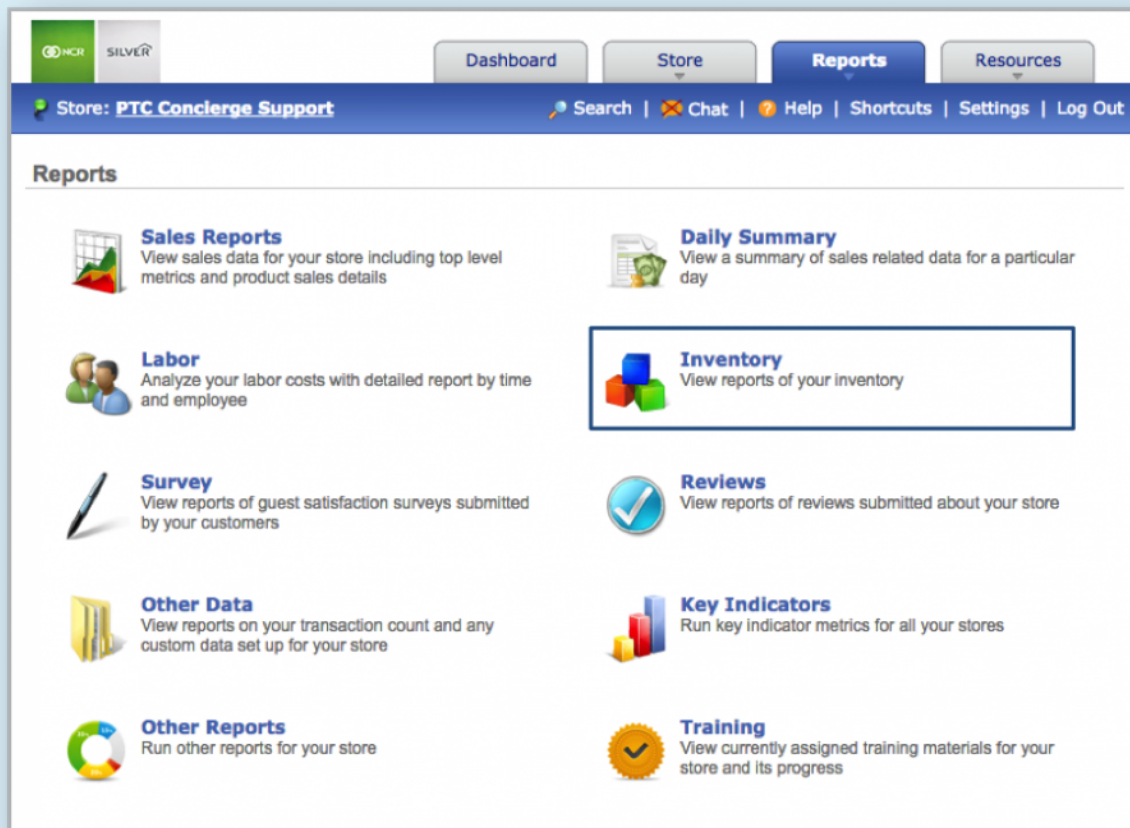 NCR SILVER
Dashboard Store Reports Resources
Store: PTC Concierge Support Search | Chat | Help | Shortcuts | Settings | Log Out
Reports
Sales Reports
View sales data for your store including top level
metrics and product sales details
Daily Summary
View a summary of sales related data for a particular
day
Labor
Analyze your labor costs with detailed report by time
and employee
Inventory
View reports of your inventory
Survey
View reports of guest satisfaction surveys submitted
by your customers
Reviews
View reports of reviews submitted about your store
Other Data
View reports on your transaction count and any
custom data set up for your store
Key Indicators
Run key indicator metrics for all your stores
Other Reports
Run other reports for your store
Training
View currently assigned training materials for your
store and its progress